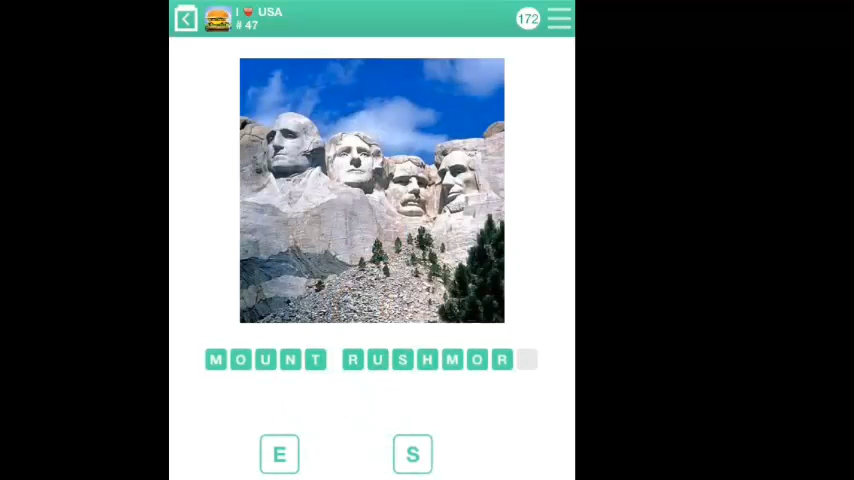 I ❤ USA
# 47
172
MOUNT RUSHMOR
E S